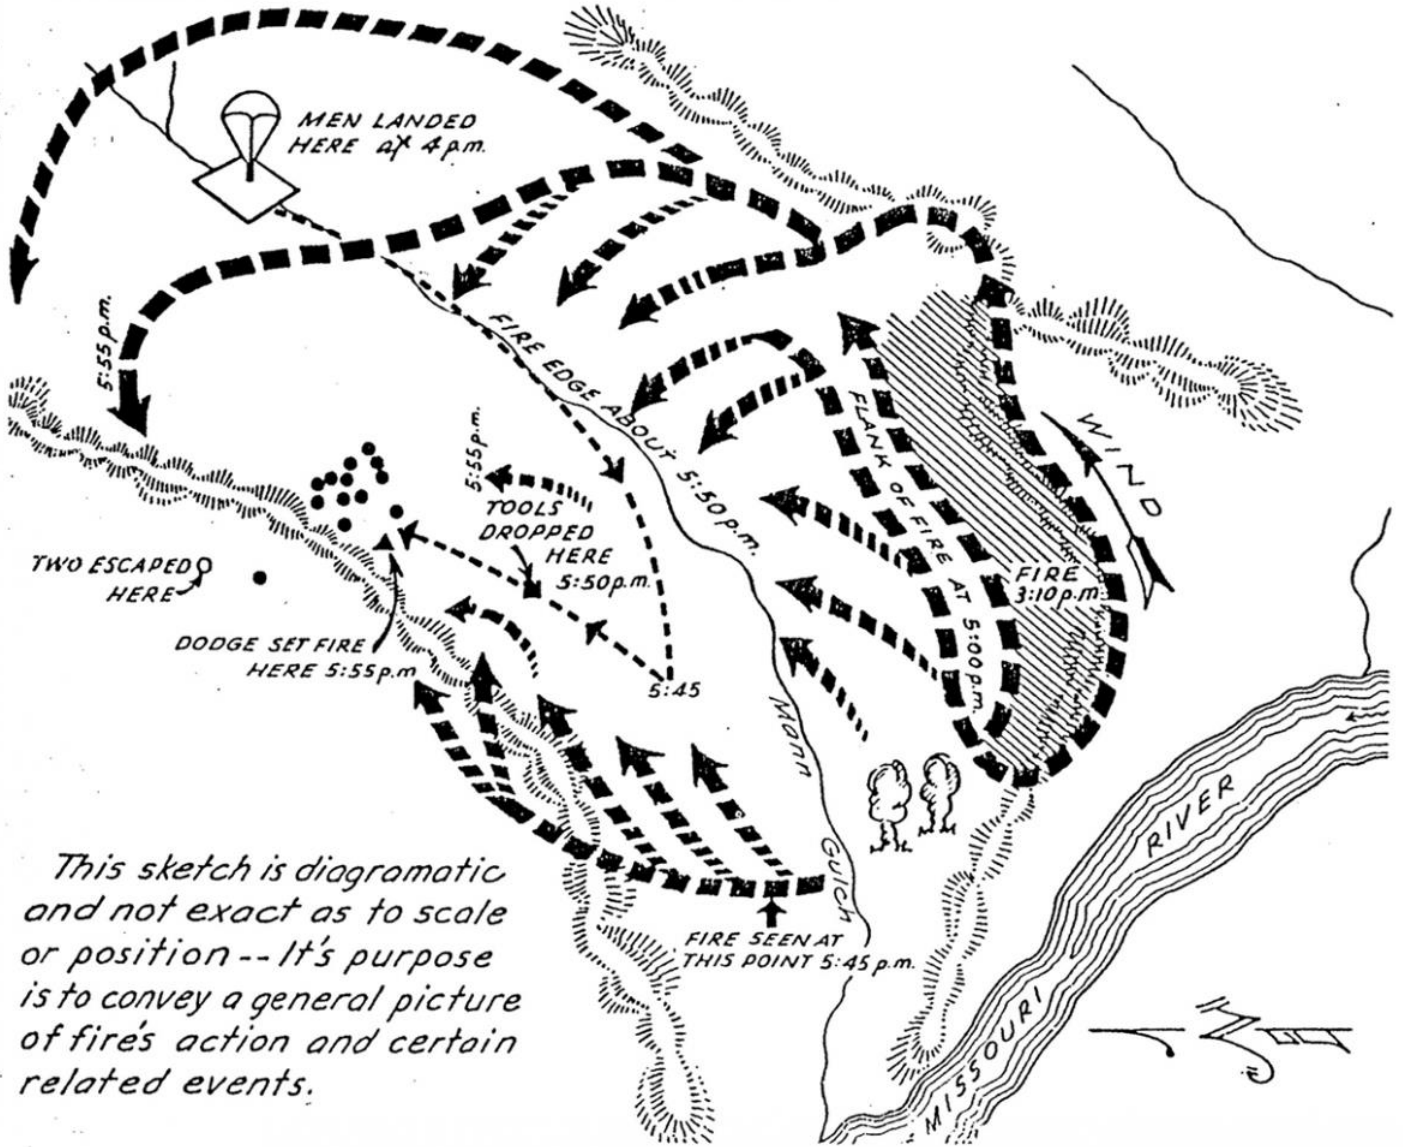 MEN LANDED
HERE at 4 p.m.
5:55 p.m.
FIRE EDGE ABOUT 5:50 p.m.
WIND
FLANK OF FIRE AT 5:00 p.m.
5:55 p.m.
TOOLS
DROPPED
HERE
5:50 p.m.
FIRE
3:10 p.m.
TWO ESCAPED
HERE
DODGE SET FIRE
HERE 5:55 p.m
5:45
Mann Gulch
RIVER
MISSOURI
FIRE SEEN AT
THIS POINT 5:45 p.m.
This sketch is diagramatic
and not exact as to scale
or position -- It's purpose
is to convey a general picture
of fire's action and certain
related events.
N